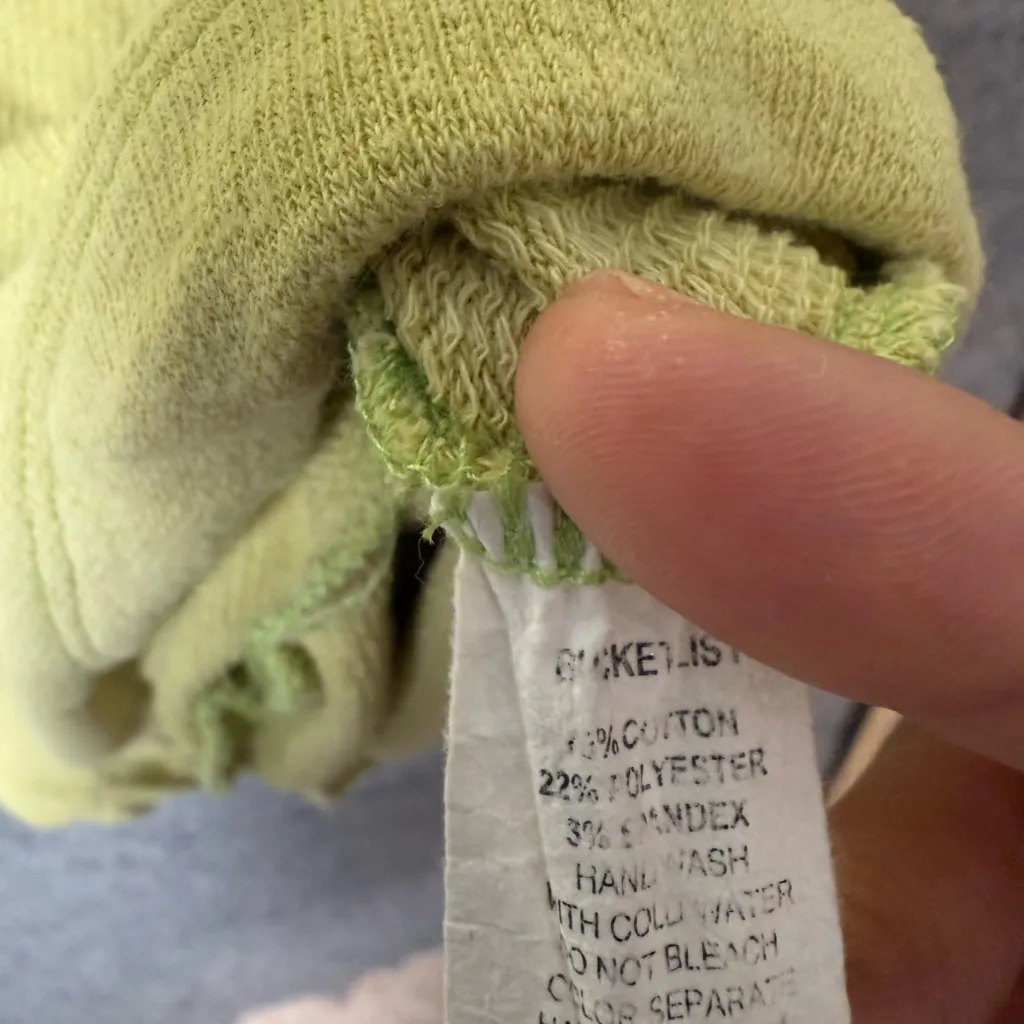 BUCKETLIST
% COTTON
22% POLYESTER
3% SPANDEX
HAND WASH
WITH COLD WATER
DO NOT BLEACH
COLOR SEPARATE